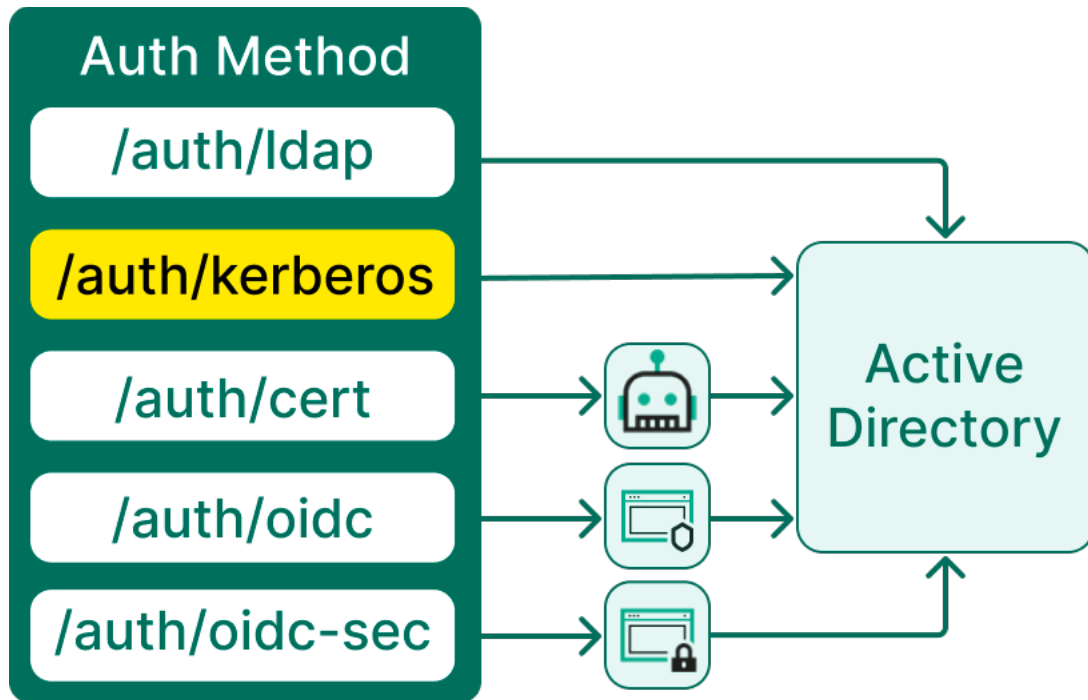 Auth Method
/auth/ldap
/auth/kerberos
/auth/cert
/auth/oidc
/auth/oidc-sec
Active
Directory